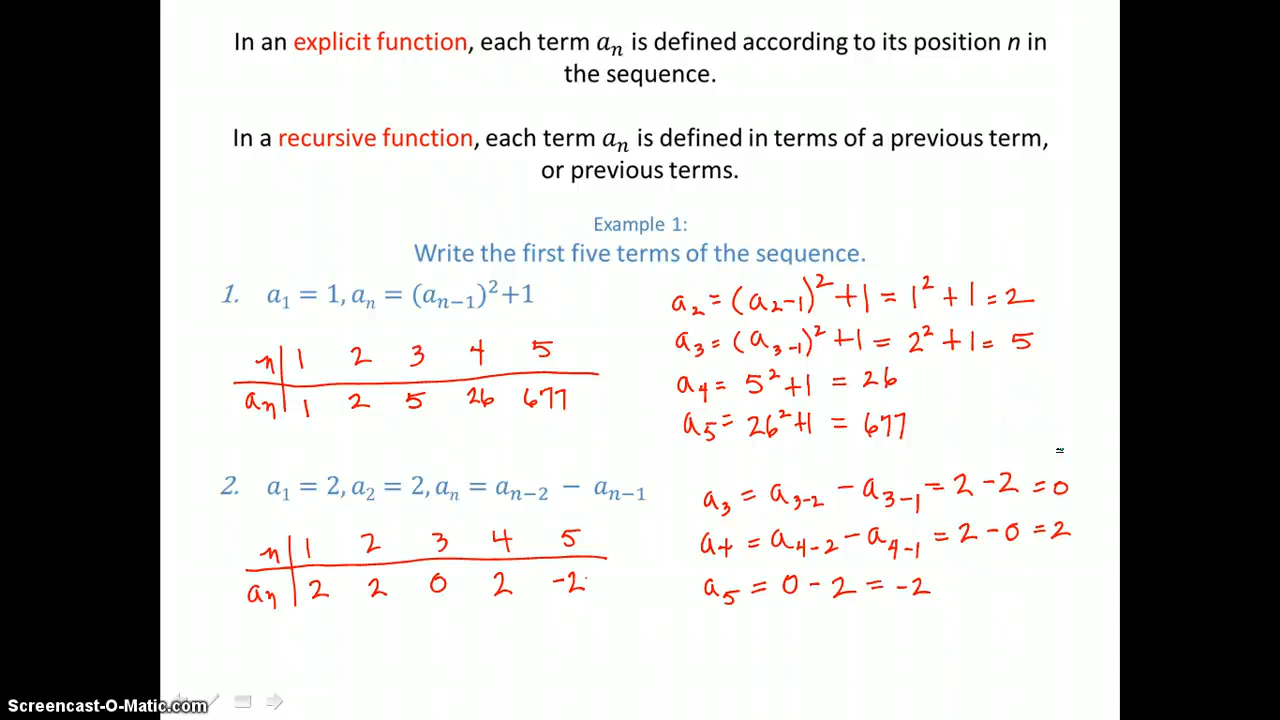 In an explicit function, each term aₙ is defined according to its position n in
the sequence.
In a recursive function, each term aₙ is defined in terms of a previous term,
or previous terms.
Example 1:
Write the first five terms of the sequence.
1. a₁ = 1, aₙ = (aₙ₋₁)²+1
n | 1 2 3 4 5
aₙ | 1 2 5 26 677
a₂ = (a₂₋₁)² + 1 = 1² + 1 = 2
a₃ = (a₃₋₁)² + 1 = 2² + 1 = 5
a₄ = 5² + 1 = 26
a₅ = 26² + 1 = 677
2. a₁ = 2, a₂ = 2, aₙ = aₙ₋₂ − aₙ₋₁
n | 1 2 3 4 5
aₙ | 2 2 0 2 -2
a₃ = a₃₋₂ − a₃₋₁ = 2 − 2 = 0
a₄ = a₄₋₂ − a₄₋₁ = 2 − 0 = 2
a₅ = 0 − 2 = -2
Screencast-O-Matic.com